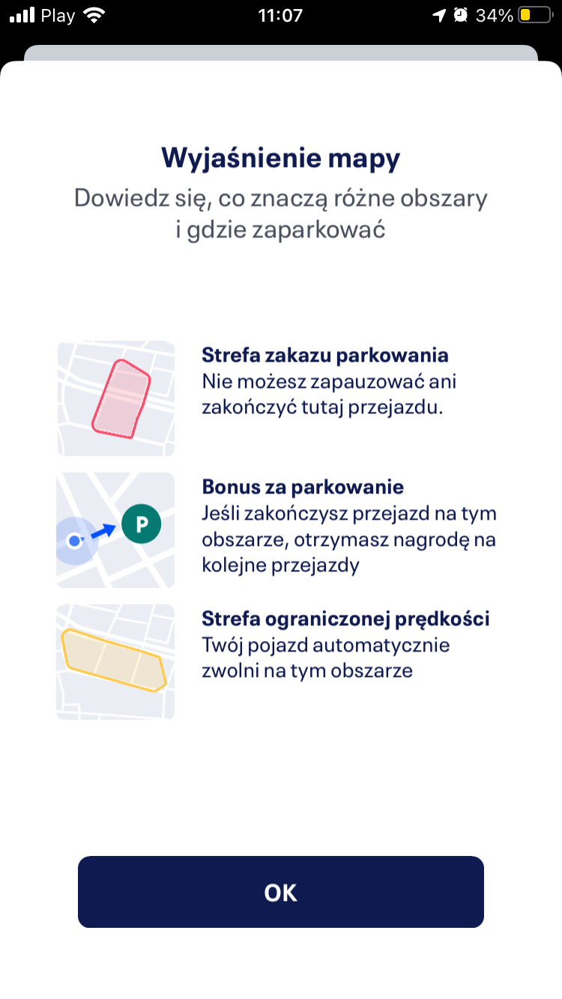 Play 11:07 34%
Wyjaśnienie mapy
Dowiedz się, co znaczą różne obszary
i gdzie zaparkować
Strefa zakazu parkowania
Nie możesz zapauzować ani
zakończyć tutaj przejazdu.
P
Bonus za parkowanie
Jeśli zakończysz przejazd na tym
obszarze, otrzymasz nagrodę na
kolejne przejazdy
Strefa ograniczonej prędkości
Twój pojazd automatycznie
zwolni na tym obszarze
OK